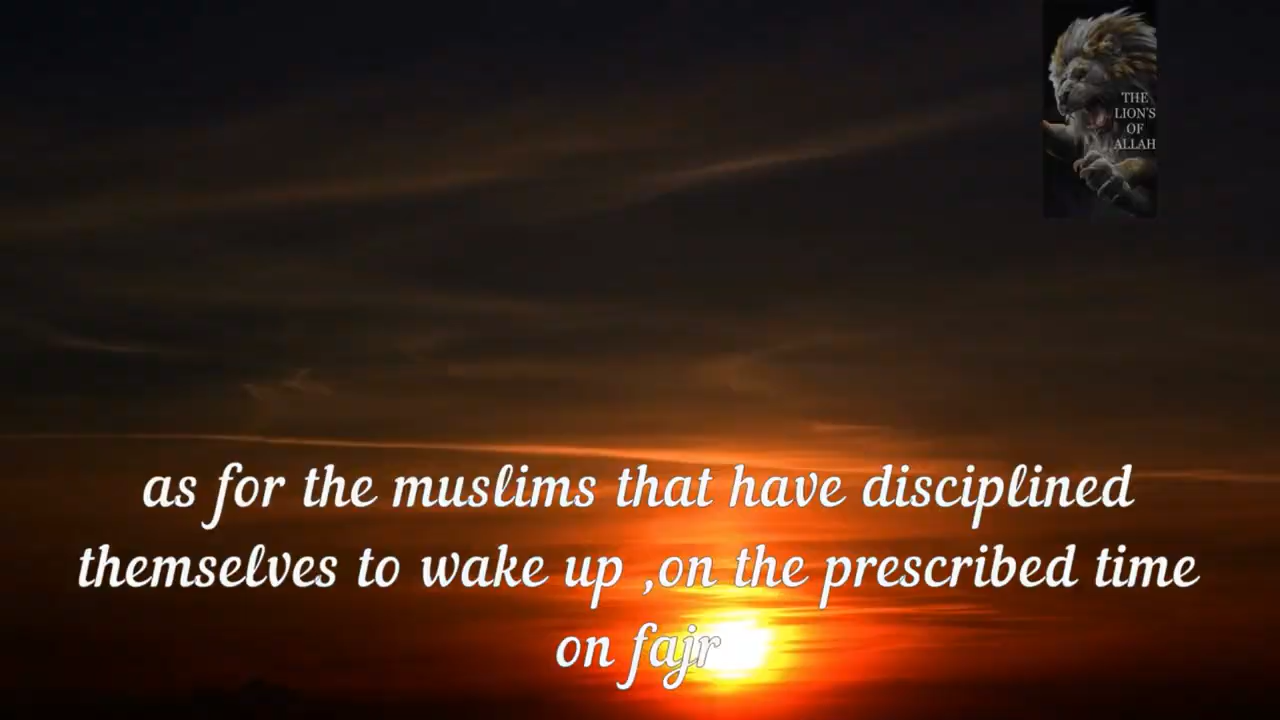 THE
LION'S
OF
ALLAH
as for the muslims that have disciplined
themselves to wake up ,on the prescribed time
on fajr